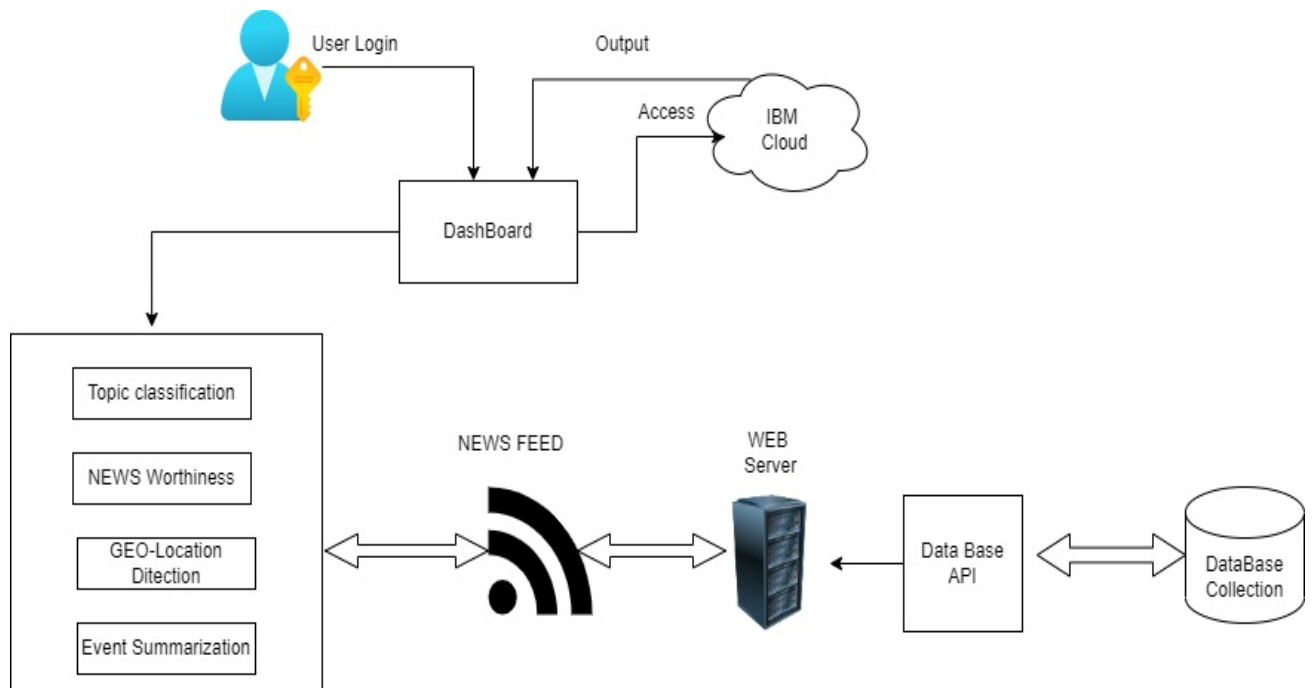 User Login
Output
Access
IBM
Cloud
DashBoard
Topic classification
NEWS Worthiness
GEO-Location
Ditection
Event Summarization
NEWS FEED
WEB
Server
Data Base
API
DataBase
Collection